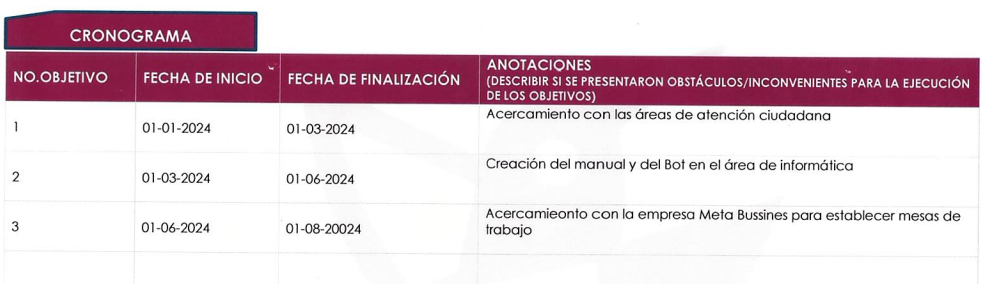 CRONOGRAMA
NO.OBJETIVO FECHA DE INICIO FECHA DE FINALIZACIÓN ANOTACIONES
(DESCRIBIR SI SE PRESENTARON OBSTÁCULOS/INCONVENIENTES PARA LA EJECUCIÓN
DE LOS OBJETIVOS)
1 01-01-2024 01-03-2024 Acercamiento con las áreas de atención ciudadana
2 01-03-2024 01-06-2024 Creación del manual y del Bot en el área de informática
3 01-06-2024 01-08-20024 Acercamieonto con la empresa Meta Bussines para establecer mesas de
trabajo